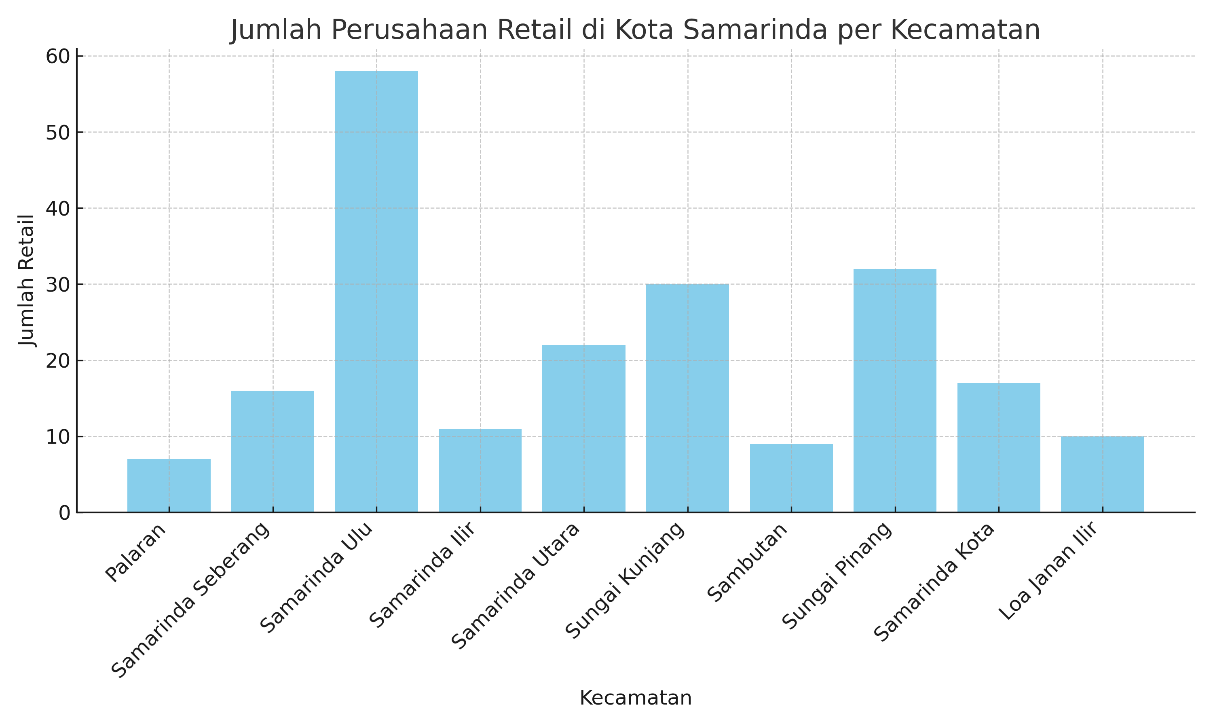 Jumlah Perusahaan Retail di Kota Samarinda per Kecamatan
Jumlah Retail
60
50
40
30
20
10
0
Palaran
Samarinda Seberang
Samarinda Ulu
Samarinda Ilir
Samarinda Utara
Sungai Kunjang
Sambutan
Sungai Pinang
Samarinda Kota
Loa Janan Ilir
Kecamatan